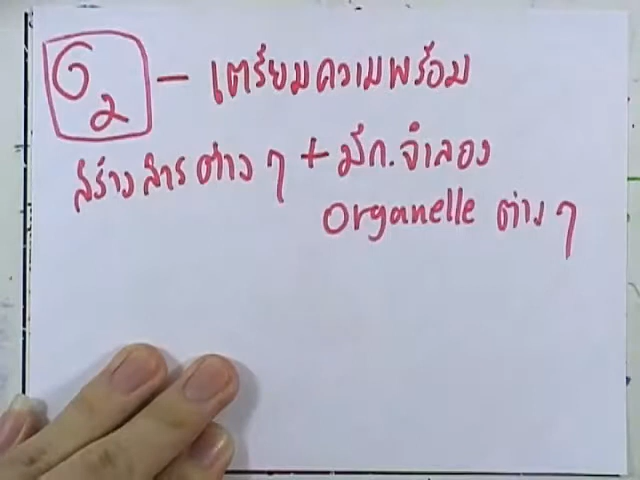 G2 - เตรียมความพร้อม
สร้างสารต่าง ๆ + มีก.จำลอง
organelle ต่าง ๆ